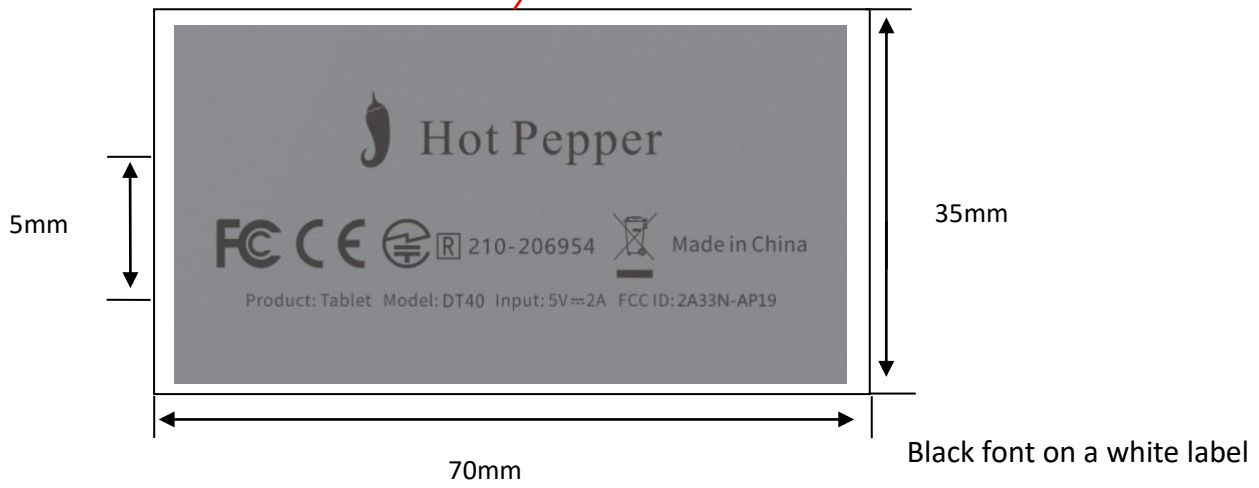 Hot Pepper
5mm
35mm
FC CE R 210-206954 Made in China
Product: Tablet Model: DT40 Input: 5V⎓2A FCC ID: 2A33N-AP19
70mm
Black font on a white label